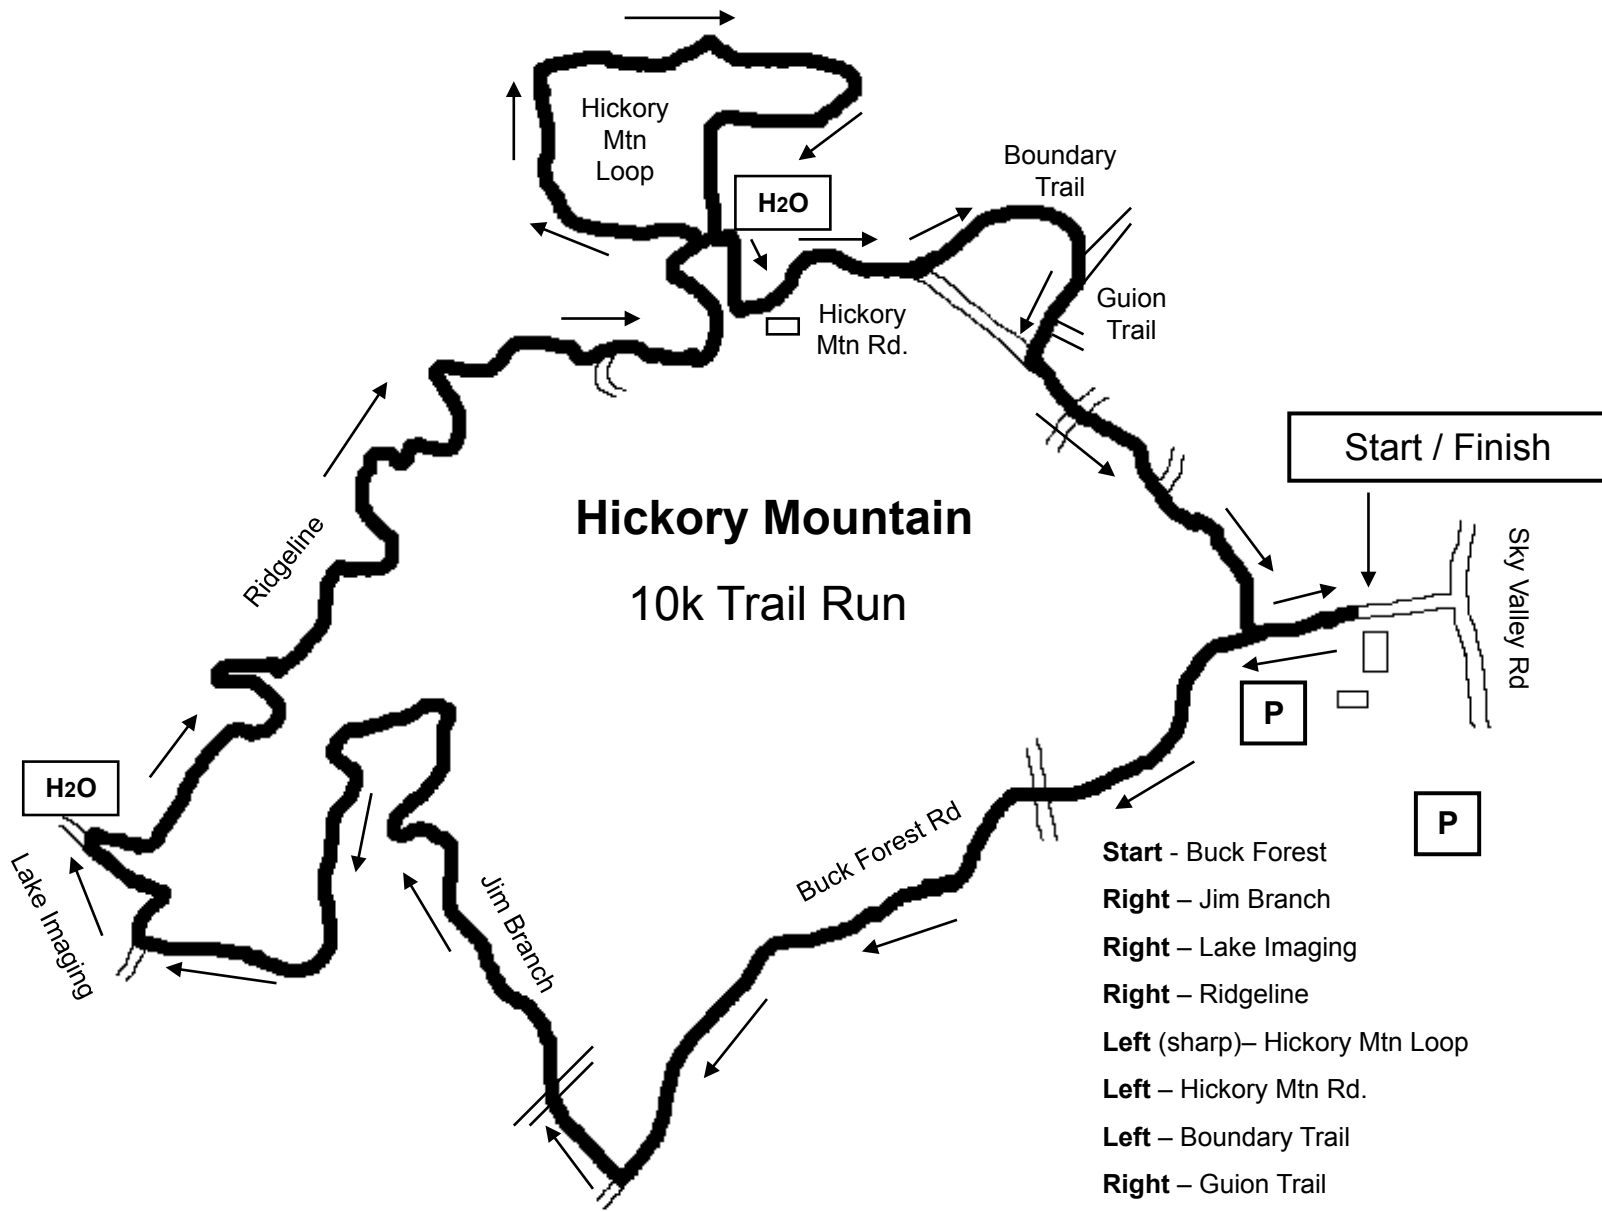 Hickory
Mtn
Loop
Boundary
Trail
H2O
Guion
Trail
Hickory
Mtn Rd.
Start / Finish
Hickory Mountain
10k Trail Run
Ridgeline
Sky Valley Rd
P
H2O
P
Buck Forest Rd
Jim Branch
Lake Imaging
Start - Buck Forest
Right – Jim Branch
Right – Lake Imaging
Right – Ridgeline
Left (sharp)– Hickory Mtn Loop
Left – Hickory Mtn Rd.
Left – Boundary Trail
Right – Guion Trail